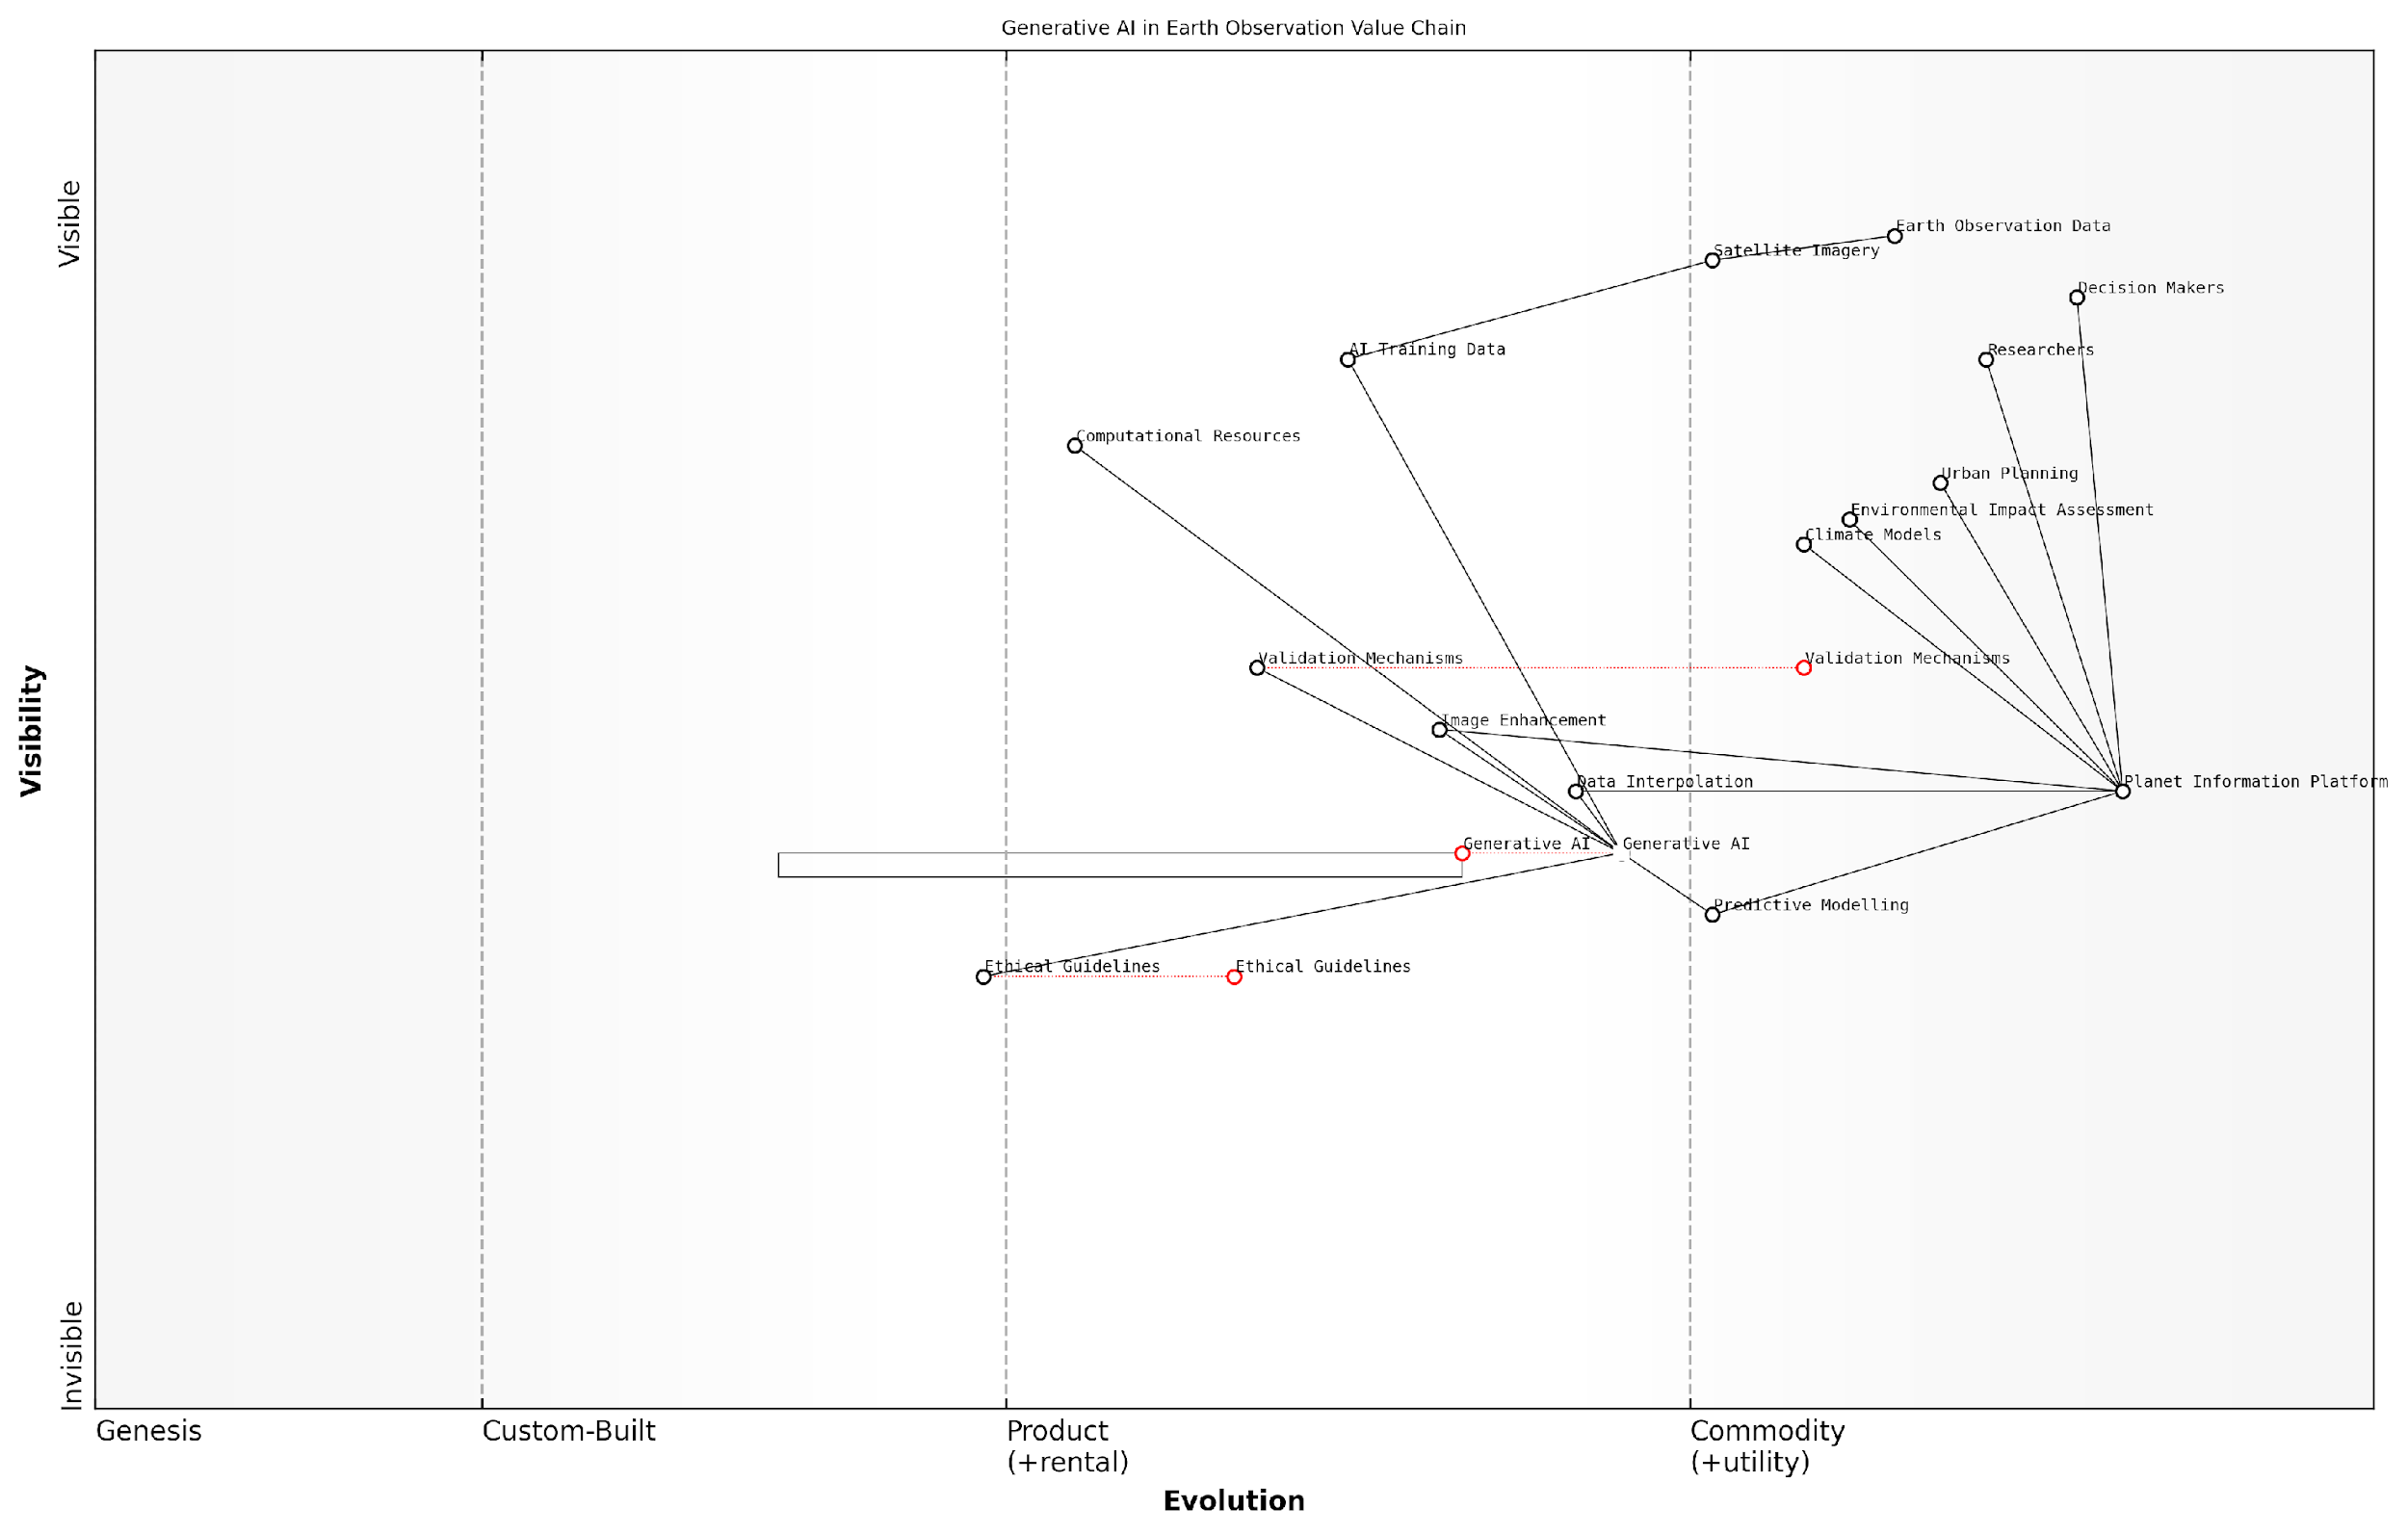 Generative AI in Earth Observation Value Chain
Visible
Earth Observation Data
Satellite Imagery
Decision Makers
AI Training Data
Researchers
Computational Resources
Urban Planning
Environmental Impact Assessment
Climate Models
Validation Mechanisms
Validation Mechanisms
Visibility
Image Enhancement
Data Interpolation
Planet Information Platform
Generative AI
Generative AI
Predictive Modelling
Ethical Guidelines
Ethical Guidelines
Invisible
Genesis
Custom-Built
Product
(+rental)
Commodity
(+utility)
Evolution